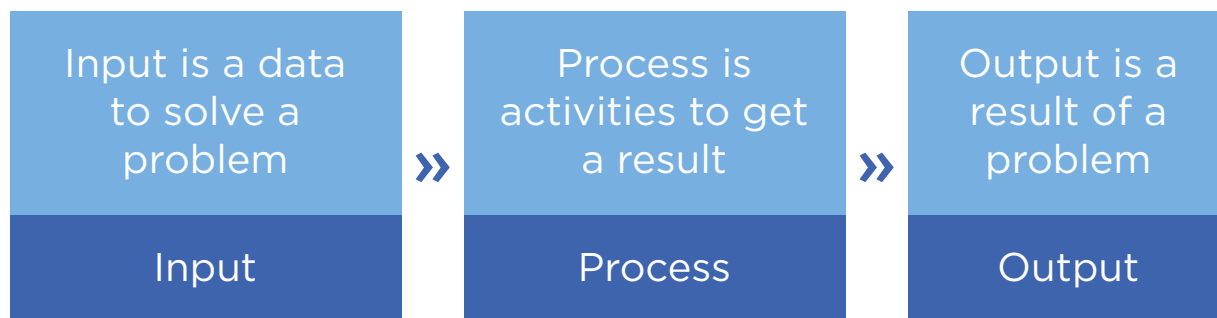 Input is a data
to solve a
problem
Input
»
Process is
activities to get
a result
Process
»
Output is a
result of a
problem
Output